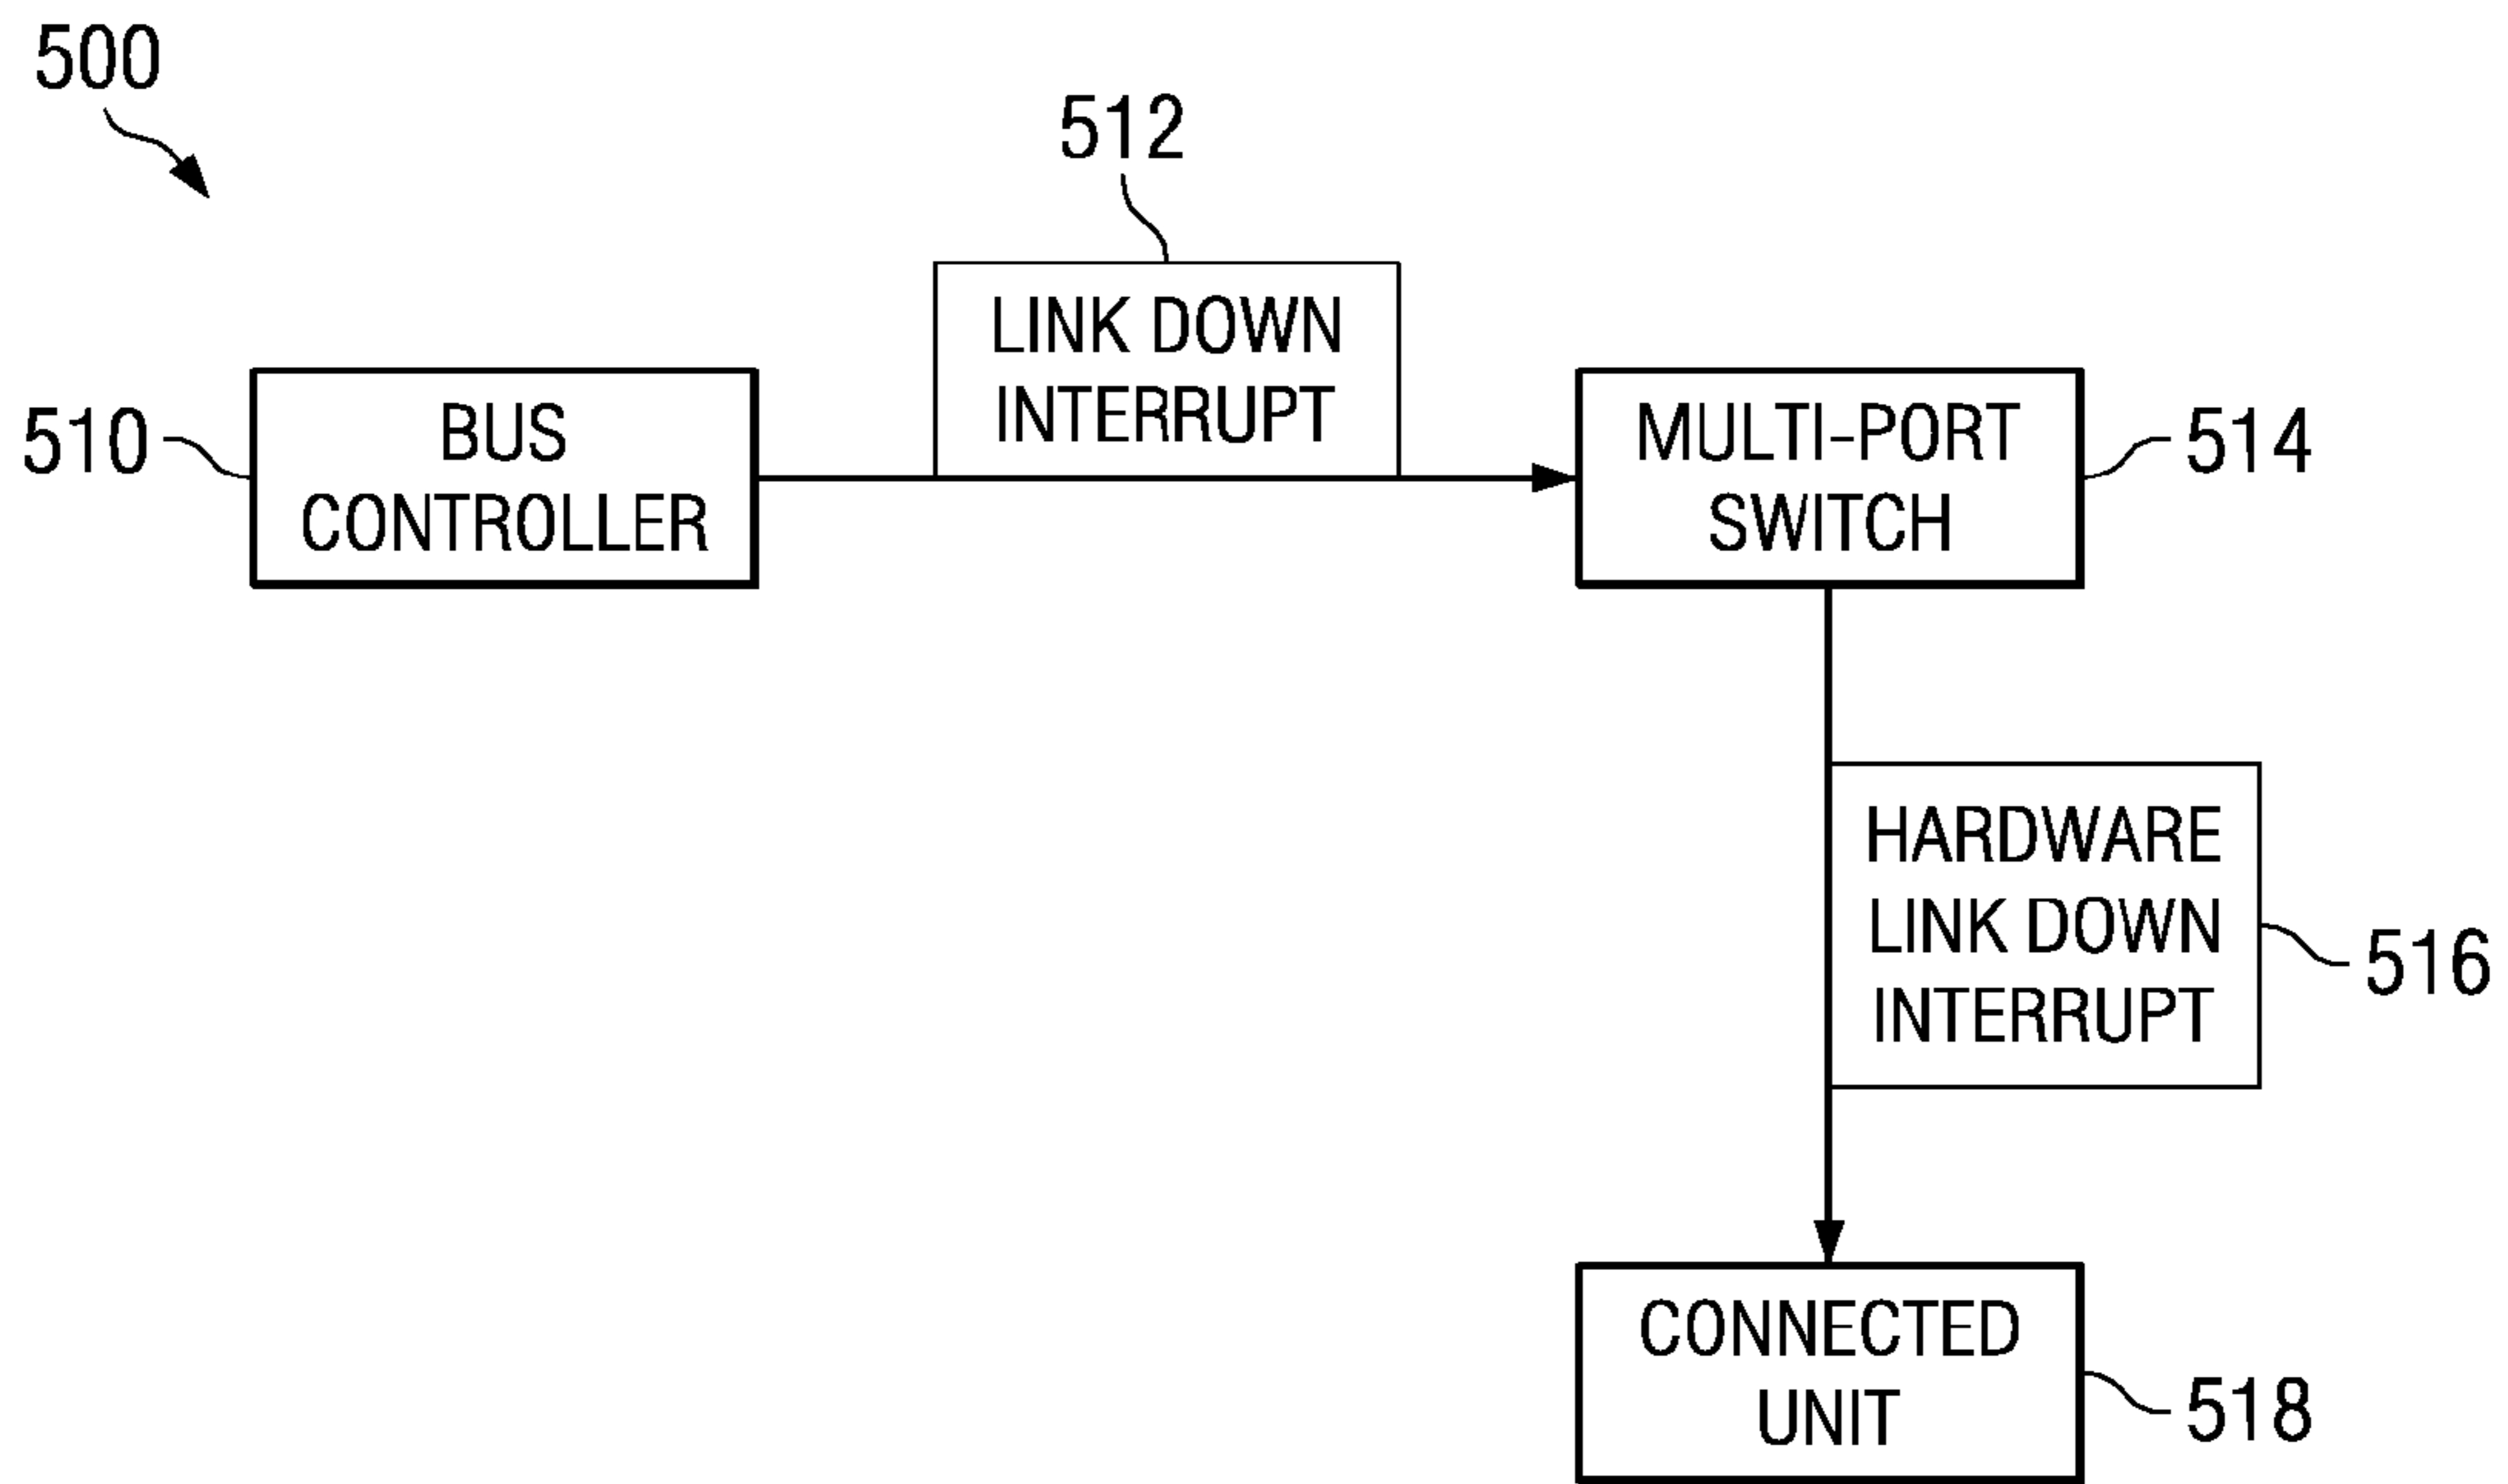 500
512
LINK DOWN
INTERRUPT
510
BUS
CONTROLLER
MULTI-PORT
SWITCH
514
HARDWARE
LINK DOWN
INTERRUPT
516
CONNECTED
UNIT
518